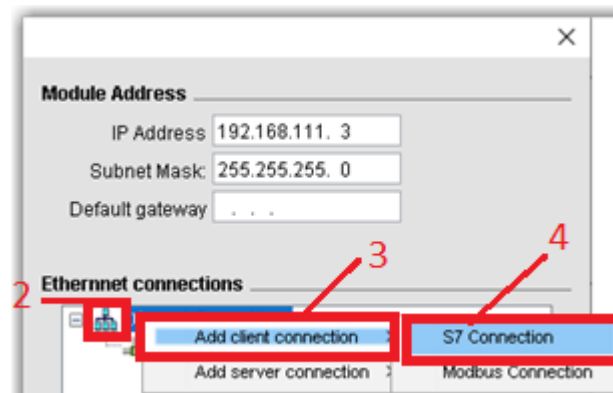 Module Address
IP Address 192.168.111. 3
Subnet Mask: 255.255.255. 0
Default gateway . . .
3
4
Ethernnet connections
2
Add client connection
S7 Connection
Add server connection
Modbus Connection